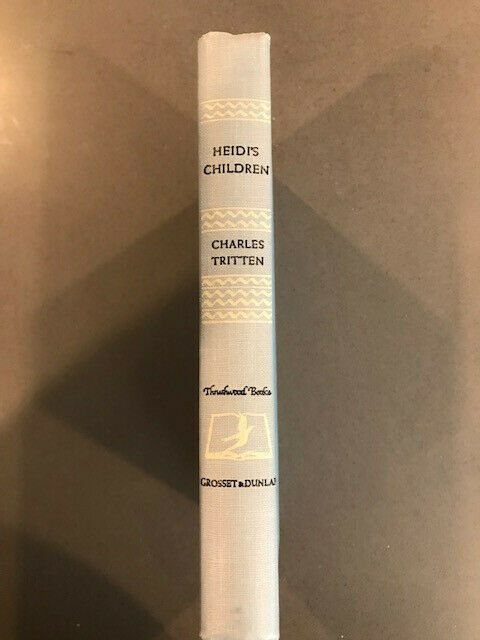 HEIDI'S
CHILDREN
CHARLES
TRITTEN
Thrushwood Books
GROSSET & DUNLAP